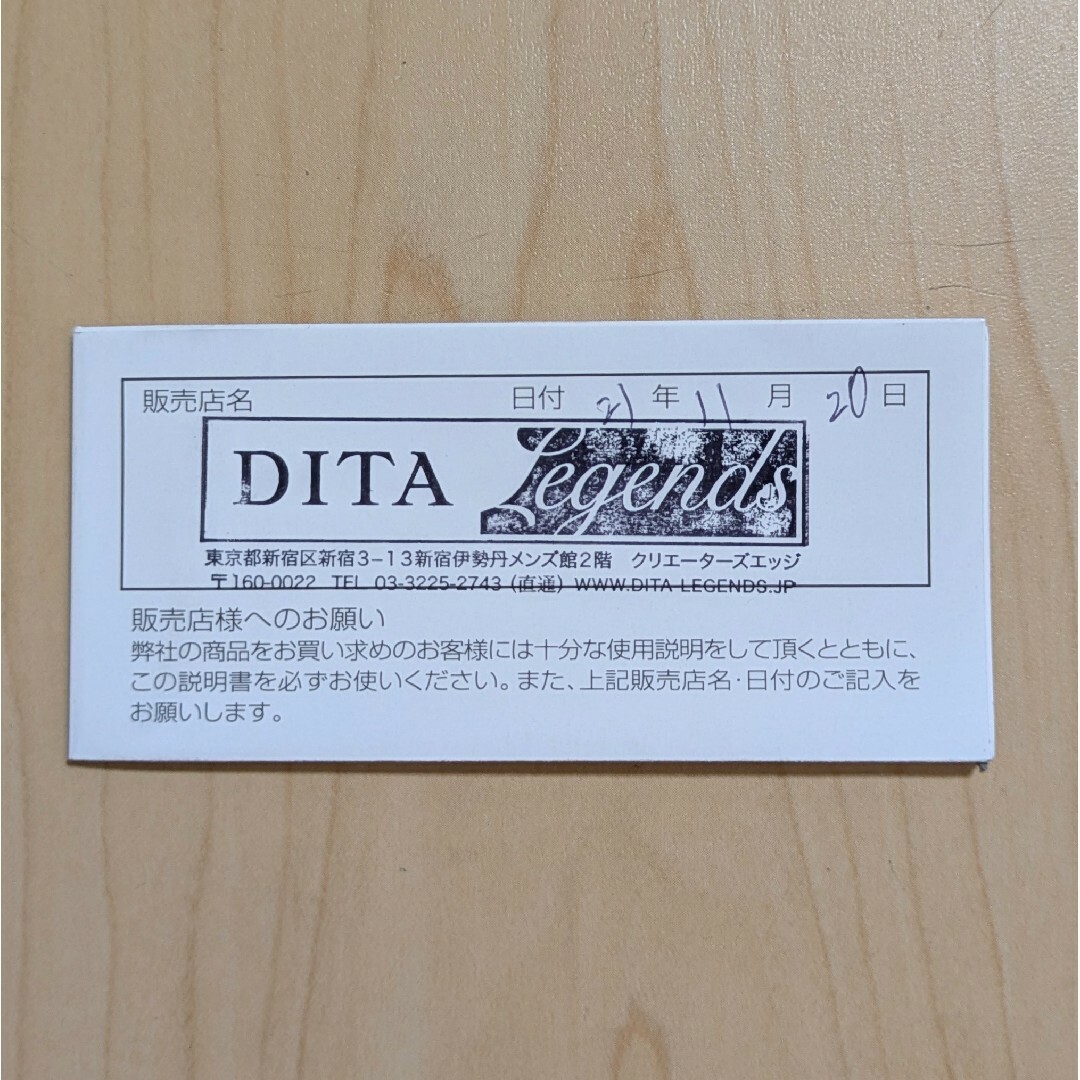 販売店名 日付 21 年 11 月 20 日
DITA Legends
東京都新宿区新宿3-13新宿伊勢丹メンズ館2階 クリエーターズエッジ
〒160-0022 TEL 03-3225-2743 (直通) WWW.DITA-LEGENDS.JP
販売店様へのお願い
弊社の商品をお買い求めのお客様には十分な使用説明をして頂くとともに、
この説明書を必ずお使いください。また、上記販売店名・日付のご記入を
お願いします。